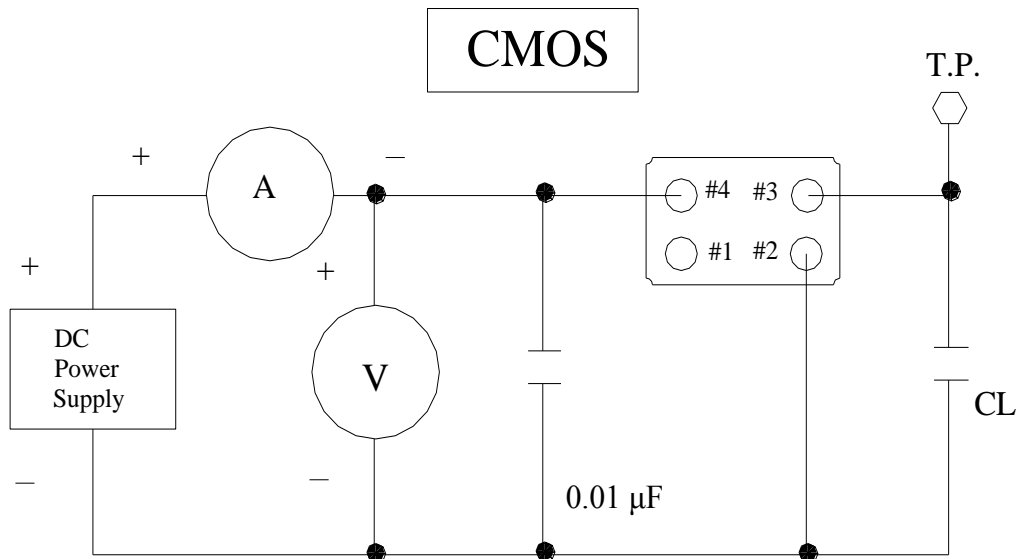 CMOS
T.P.
+
–
A
#4 #3
+
+
#1 #2
DC
Power
Supply
V
CL
–
–
0.01 μF